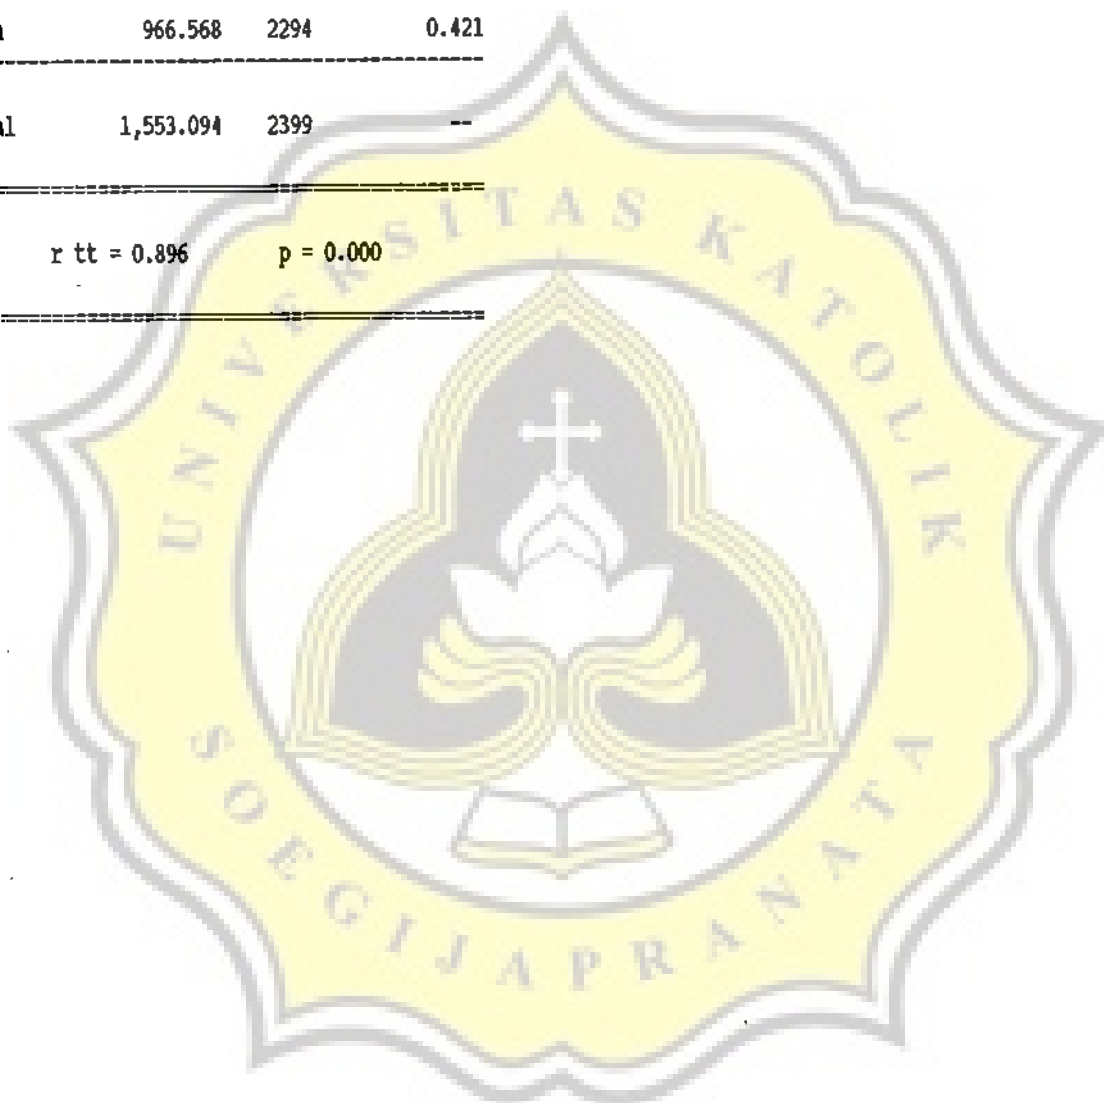 966.568 2294 0.421
1,553.094 2399 --
r tt = 0.896 p = 0.000
UNIVERSITAS KATOLIK
SOEGIJAPRANATA